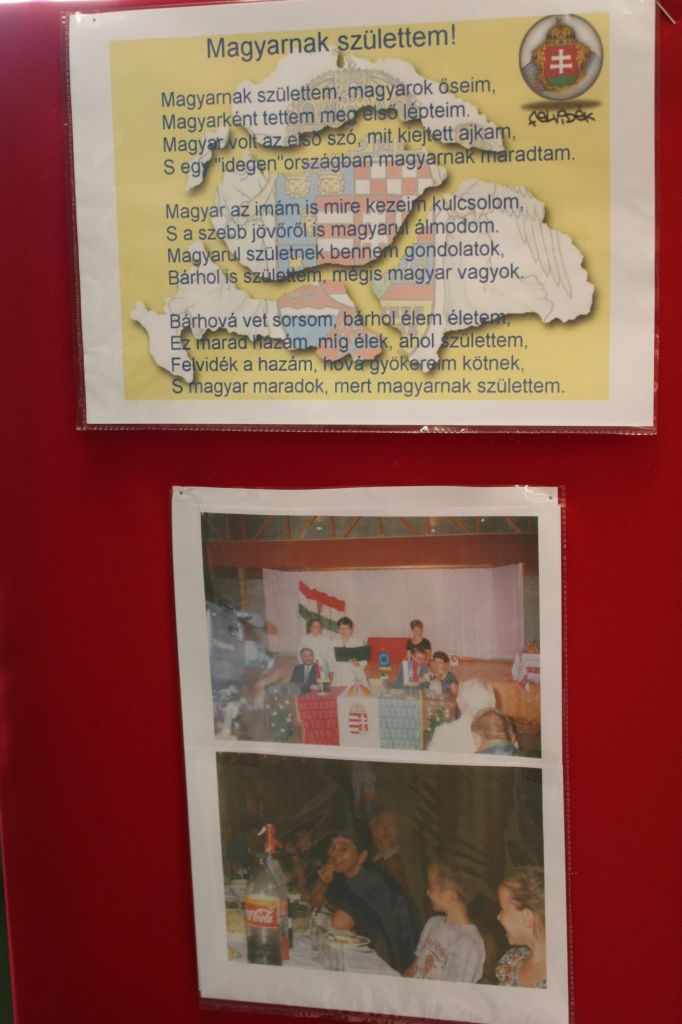 Magyarnak születtem!
FELVIDÉK
Magyarnak születtem, magyarok őseim,
Magyarként tettem meg első lépteim.
Magyar volt az első szó, mit kiejtett ajkam,
S egy "idegen"országban magyarnak maradtam.
Magyar az imám is mire kezeim kulcsolom,
S a szebb jövőről is magyarul álmodom.
Magyarul születnek bennem gondolatok,
Bárhol is születtem, mégis magyar vagyok.
Bárhová vet sorsom, bárhol élem életem,
Ez marad hazám, míg élek, ahol születtem,
Felvidék a hazám, hová gyökereim kötnek,
S magyar maradok, mert magyarnak születtem.
Coca-Cola